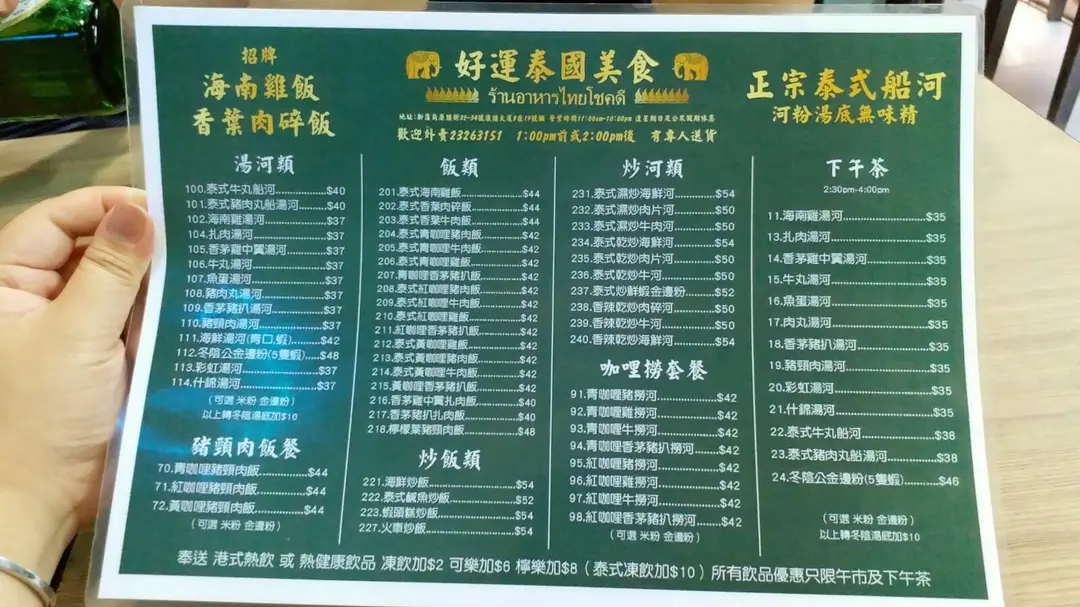 招牌
海南雞飯
香葉肉碎飯
好運泰國美食
ร้านอาหารไทยโชคดี
歡迎外賣23263151 1:00pm前或2:00pm後 有專人送貨
正宗泰式船河
河粉湯底無味精
湯河類
100.泰式牛丸船河 $40
101.泰式豬肉丸船湯河 $40
102.海南雞湯河 $37
104.扎肉湯河 $37
105.香茅雞中翼湯河 $37
106.牛丸湯河 $37
107.魚蛋湯河 $37
108.豬肉丸湯河 $37
109.香茅豬扒湯河 $37
110.豬頸肉湯河 $37
111.海鮮湯河(青口,蝦) $42
112.冬陰公金邊粉(5隻蝦) $48
113.彩虹湯河 $37
114.什錦湯河 $37
(可選 米粉 金邊粉)
以上轉冬陰湯底加$10
豬頸肉飯餐
70.青咖喱豬頸肉飯 $44
71.紅咖喱豬頸肉飯 $44
72.黃咖喱豬頸肉飯 $44
(可選 米粉 金邊粉)
飯類
201.泰式海南雞飯 $44
202.泰式香葉肉碎飯 $44
203.泰式香葉牛肉飯 $44
204.泰式青咖喱豬肉飯 $42
205.泰式青咖喱牛肉飯 $42
206.泰式青咖喱雞飯 $42
207.青咖喱香茅豬扒飯 $42
208.泰式紅咖喱豬肉飯 $42
209.泰式紅咖喱牛肉飯 $42
210.泰式紅咖喱雞飯 $42
211.紅咖喱香茅豬扒飯 $42
212.泰式黃咖喱雞飯 $42
213.泰式黃咖喱豬肉飯 $42
214.泰式黃咖喱牛肉飯 $42
215.黃咖喱香茅豬扒飯 $42
216.香茅雞中翼扎肉飯 $40
217.香茅豬扒扎肉飯 $40
218.檸檬葉豬頸肉飯 $48
炒飯類
221.海鮮炒飯 $54
222.泰式鹹魚炒飯 $52
223.蝦頭糕炒飯 $54
227.火車炒飯 $54
炒河類
231.泰式濕炒海鮮河 $54
232.泰式濕炒肉片河 $50
233.泰式濕炒牛肉河 $50
234.泰式乾炒海鮮河 $54
235.泰式乾炒肉片河 $50
236.泰式乾炒牛河 $50
237.泰式炒鮮蝦金邊粉 $52
238.香辣乾炒肉碎河 $50
239.香辣乾炒牛河 $50
240.香辣乾炒海鮮河 $54
咖喱撈套餐
91.青咖喱豬撈河 $42
92.青咖喱雞撈河 $42
93.青咖喱牛撈河 $42
94.青咖喱香茅豬扒撈河 $42
95.紅咖喱豬撈河 $42
96.紅咖喱雞撈河 $42
97.紅咖喱牛撈河 $42
98.紅咖喱香茅豬扒撈河 $42
(可選 米粉 金邊粉)
下午茶
2:30pm-4:00pm
11.海南雞湯河 $35
13.扎肉湯河 $35
14.香茅雞中翼湯河 $35
15.牛丸湯河 $35
16.魚蛋湯河 $35
17.肉丸湯河 $35
18.香茅豬扒湯河 $35
19.豬頸肉湯河 $35
20.彩虹湯河 $35
21.什錦湯河 $35
22.泰式牛丸船河 $38
23.泰式豬肉丸船湯河 $38
24.冬陰公金邊粉(5隻蝦) $46
(可選 米粉 金邊粉)
以上轉冬陰湯底加$10
奉送 港式熱飲 或 熱健康飲品 凍飲加$2 可樂加$6 檸樂加$8（泰式凍飲加$10）所有飲品優惠只限午市及下午茶